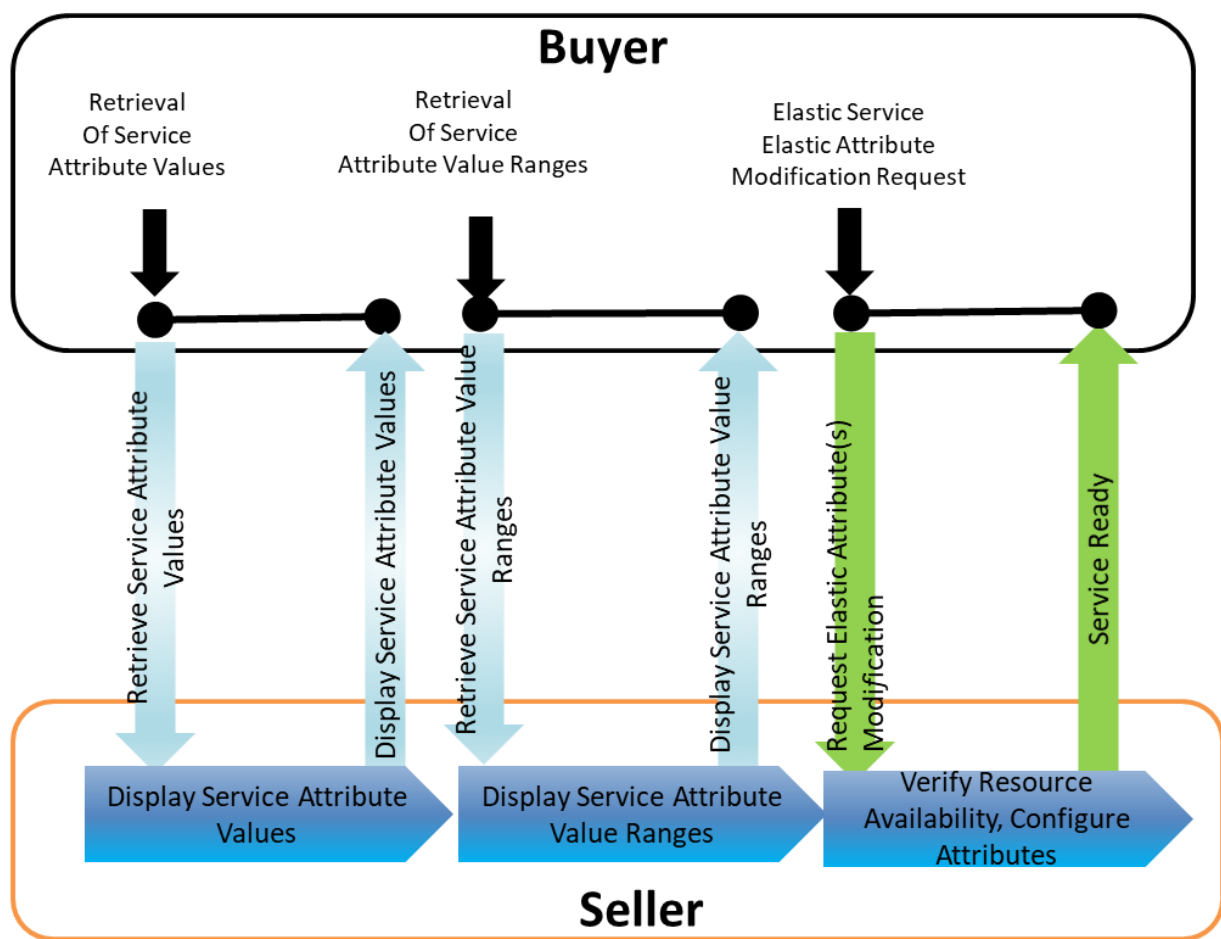 Buyer
Retrieval
Of Service
Attribute Values
Retrieval
Of Service
Attribute Value Ranges
Elastic Service
Elastic Attribute
Modification Request
Retrieve Service Attribute
Values
Display Service Attribute Values
Retrieve Service Attribute Value
Ranges
Display Service Attribute Value
Ranges
Request Elastic Attribute(s)
Modification
Service Ready
Display Service Attribute
Values
Display Service Attribute
Value Ranges
Verify Resource
Availability, Configure
Attributes
Seller